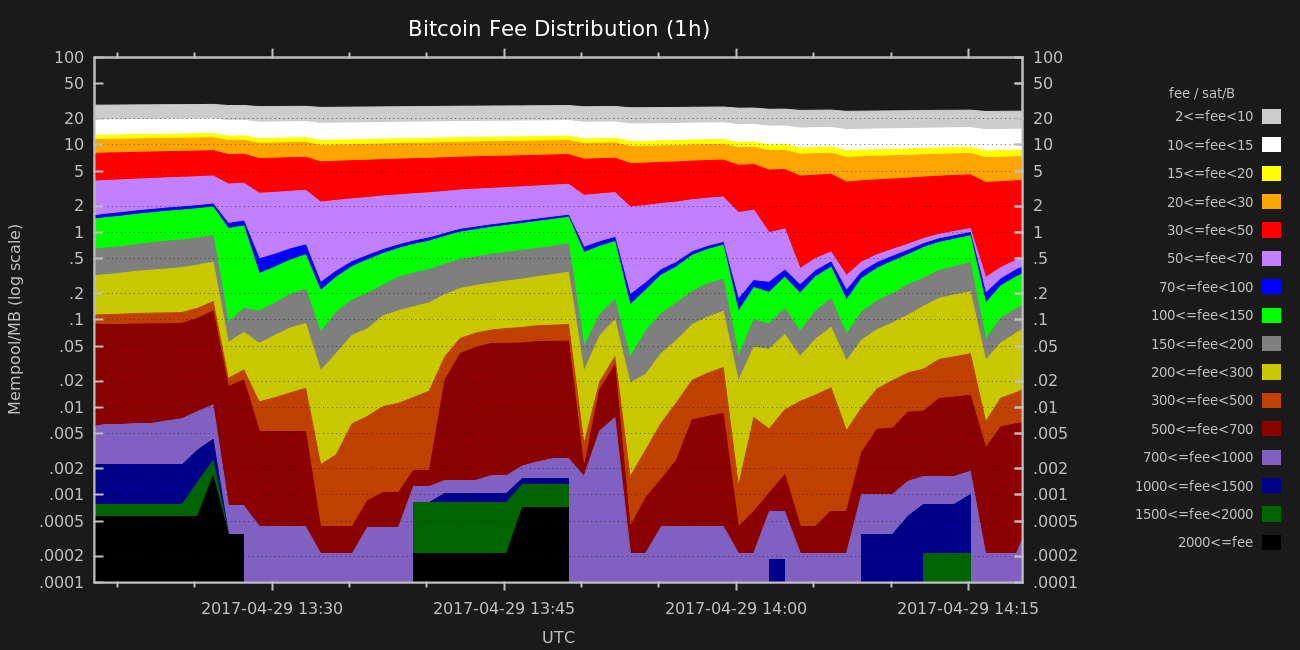 Bitcoin Fee Distribution (1h)
100 100
50 50
20 20
10 10
5 5
2 2
1 1
.5 .5
.2 .2
.1 .1
.05 .05
.02 .02
.01 .01
.005 .005
.002 .002
.001 .001
.0005 .0005
.0002 .0002
.0001 .0001
Mempool/MB (log scale)
2017-04-29 13:30 2017-04-29 13:45 2017-04-29 14:00 2017-04-29 14:15
UTC
fee / sat/B
2<=fee<10
10<=fee<15
15<=fee<20
20<=fee<30
30<=fee<50
50<=fee<70
70<=fee<100
100<=fee<150
150<=fee<200
200<=fee<300
300<=fee<500
500<=fee<700
700<=fee<1000
1000<=fee<1500
1500<=fee<2000
2000<=fee